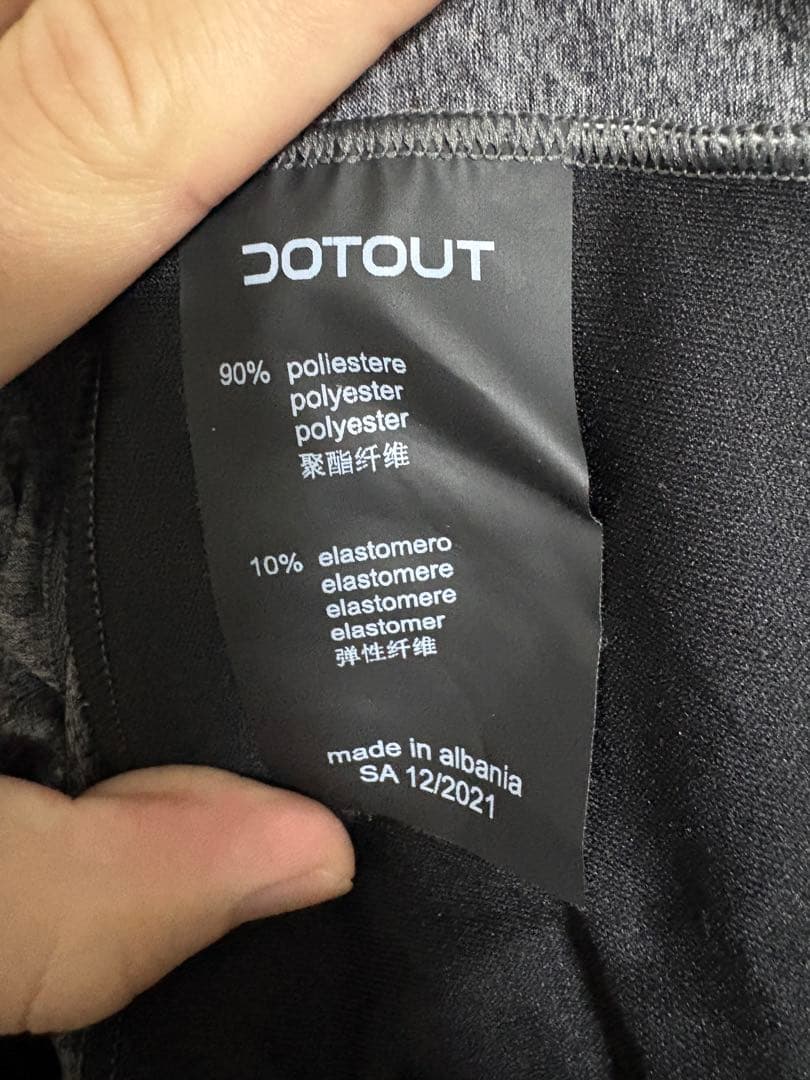 DOTOUT
90% poliestere
polyester
polyester
聚酯纤维
10% elastomero
elastomere
elastomere
elastomer
弹性纤维
made in albania
SA 12/2021